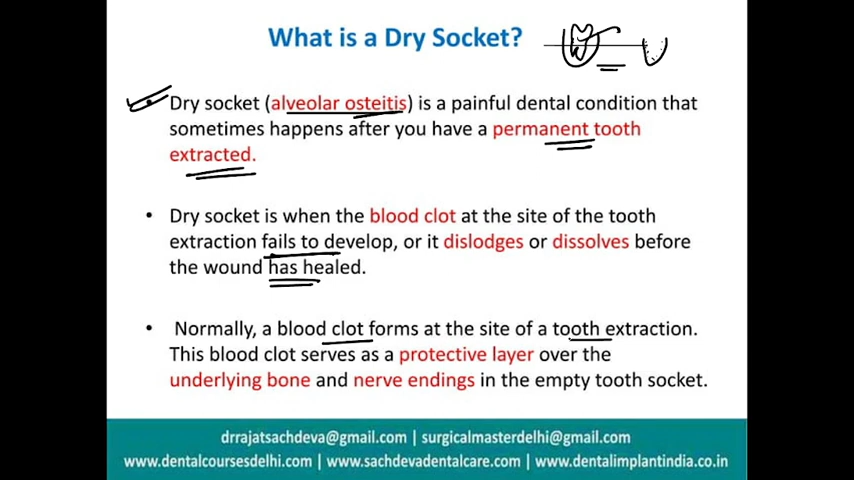 What is a Dry Socket?
• Dry socket (alveolar osteitis) is a painful dental condition that
sometimes happens after you have a permanent tooth
extracted.
• Dry socket is when the blood clot at the site of the tooth
extraction fails to develop, or it dislodges or dissolves before
the wound has healed.
• Normally, a blood clot forms at the site of a tooth extraction.
This blood clot serves as a protective layer over the
underlying bone and nerve endings in the empty tooth socket.
drrajatsachdeva@gmail.com | surgicalmasterdelhi@gmail.com
www.dentalcoursesdelhi.com | www.sachdevadentalcare.com | www.dentalimplantindia.co.in